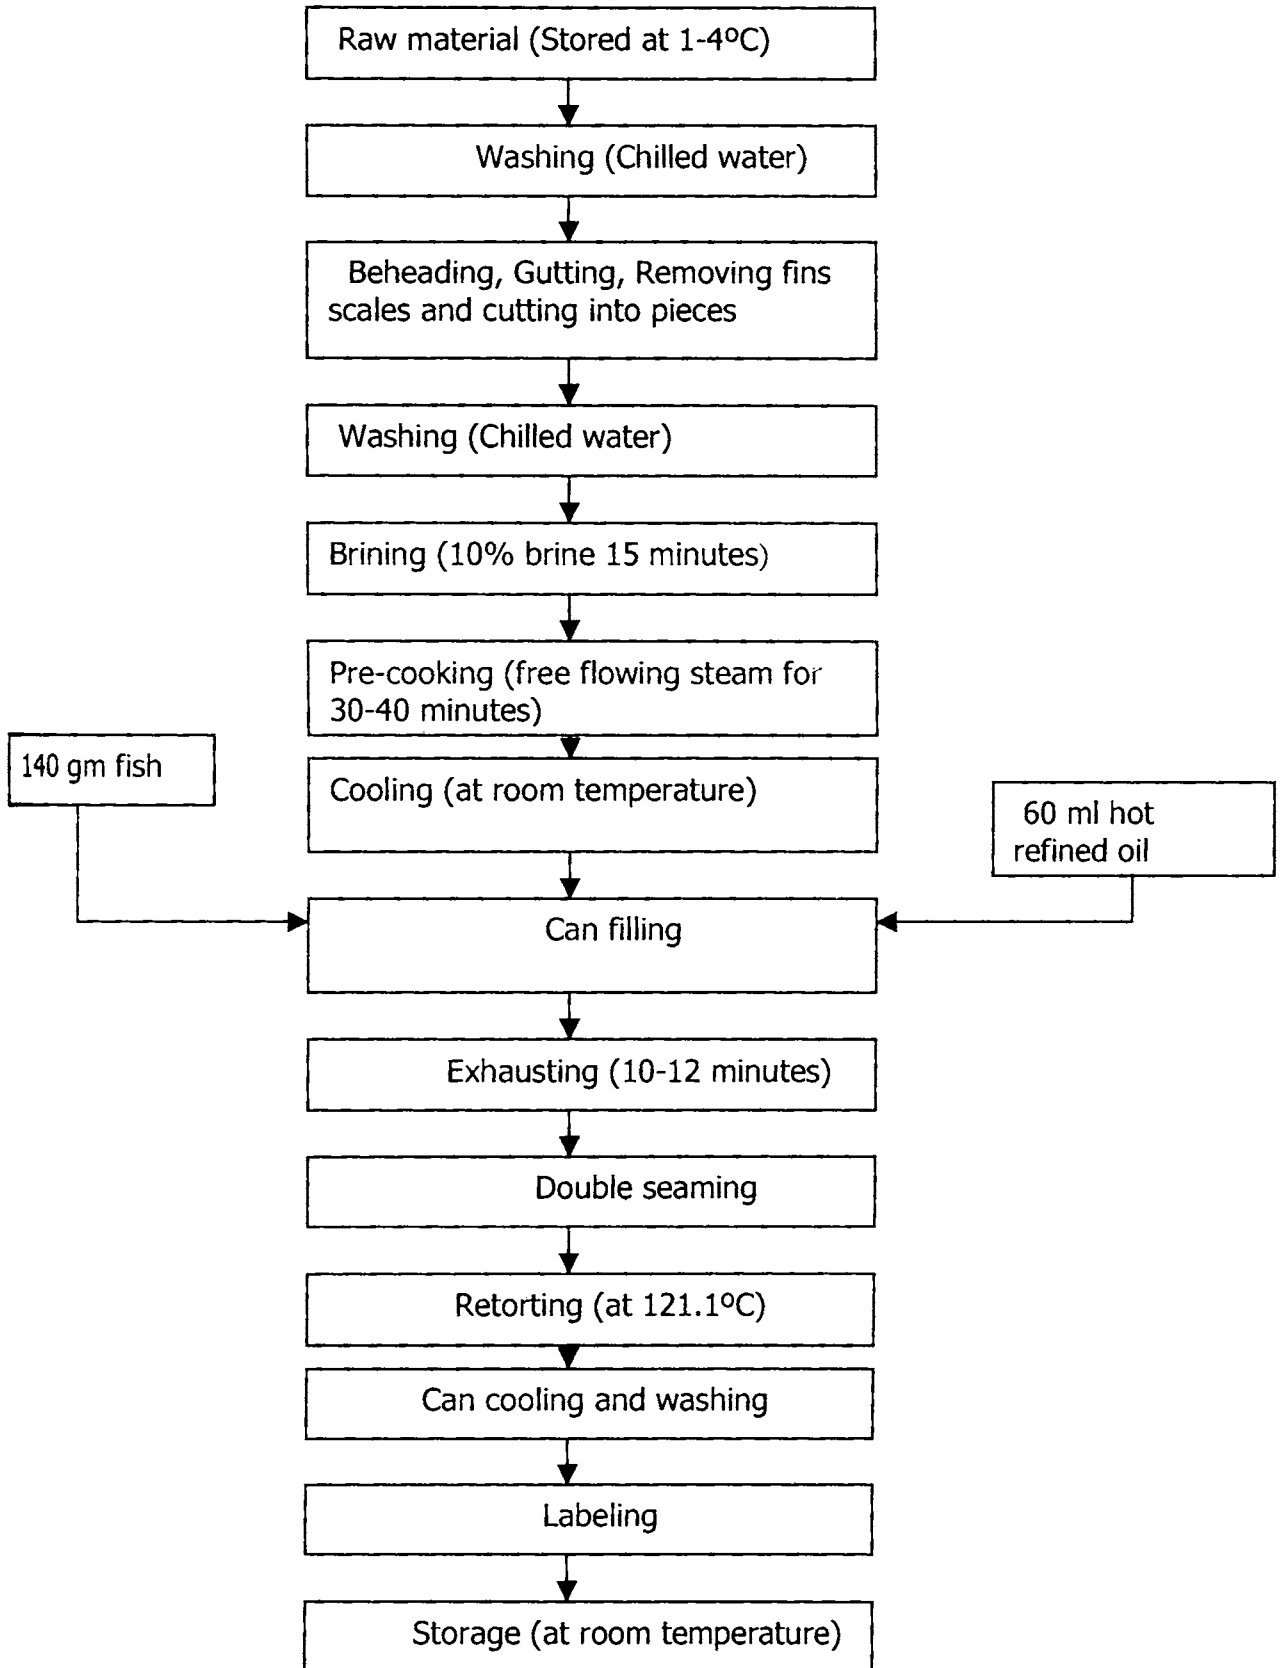 Raw material (Stored at 1-4ºC)
Washing (Chilled water)
Beheading, Gutting, Removing fins
scales and cutting into pieces
Washing (Chilled water)
Brining (10% brine 15 minutes)
Pre-cooking (free flowing steam for
30-40 minutes)
140 gm fish
Cooling (at room temperature)
60 ml hot
refined oil
Can filling
Exhausting (10-12 minutes)
Double seaming
Retorting (at 121.1ºC)
Can cooling and washing
Labeling
Storage (at room temperature)